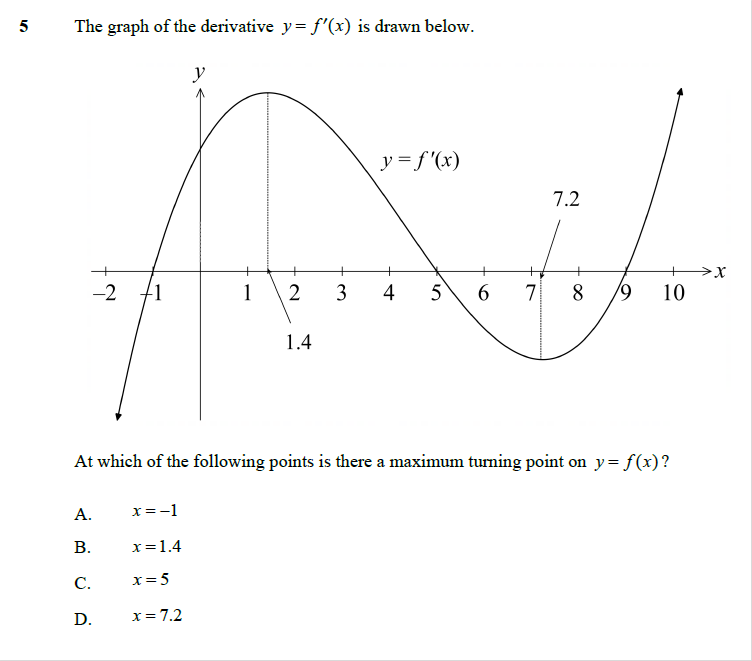 5 The graph of the derivative y = f′(x) is drawn below.
y
y = f′(x)
7.2
x
–2 –1 1 2 3 4 5 6 7 8 9 10
1.4
At which of the following points is there a maximum turning point on y = f(x)?
A. x = –1
B. x = 1.4
C. x = 5
D. x = 7.2